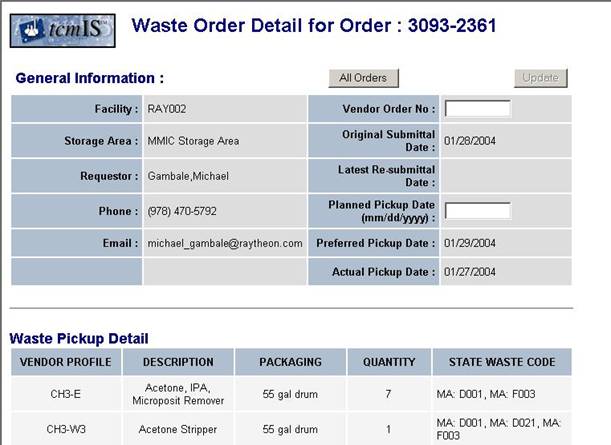 tcmIS™ Waste Order Detail for Order : 3093-2361
General Information : All Orders Update
Facility : RAY002 Vendor Order No :
Storage Area : MMIC Storage Area Original Submittal
Date : 01/28/2004
Requestor : Gambale,Michael Latest Re-submittal
Date :
Phone : (978) 470-5792 Planned Pickup Date
(mm/dd/yyyy) :
Email : michael_gambale@raytheon.com Preferred Pickup Date : 01/29/2004
Actual Pickup Date : 01/27/2004
Waste Pickup Detail
VENDOR PROFILE DESCRIPTION PACKAGING QUANTITY STATE WASTE CODE
CH3-E Acetone, IPA, 55 gal drum 7 MA: D001, MA: F003
Microposit Remover
CH3-W3 Acetone Stripper 55 gal drum 1 MA: D001, MA: D021, MA:
F003